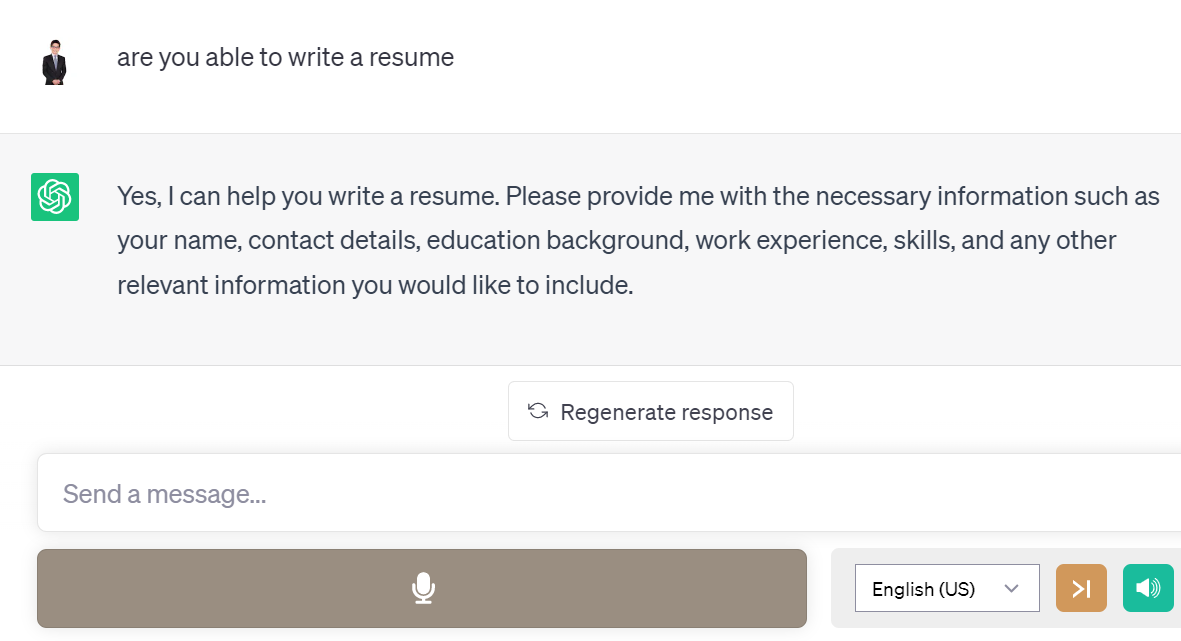 are you able to write a resume
Yes, I can help you write a resume. Please provide me with the necessary information such as
your name, contact details, education background, work experience, skills, and any other
relevant information you would like to include.
Regenerate response
Send a message...
English (US)